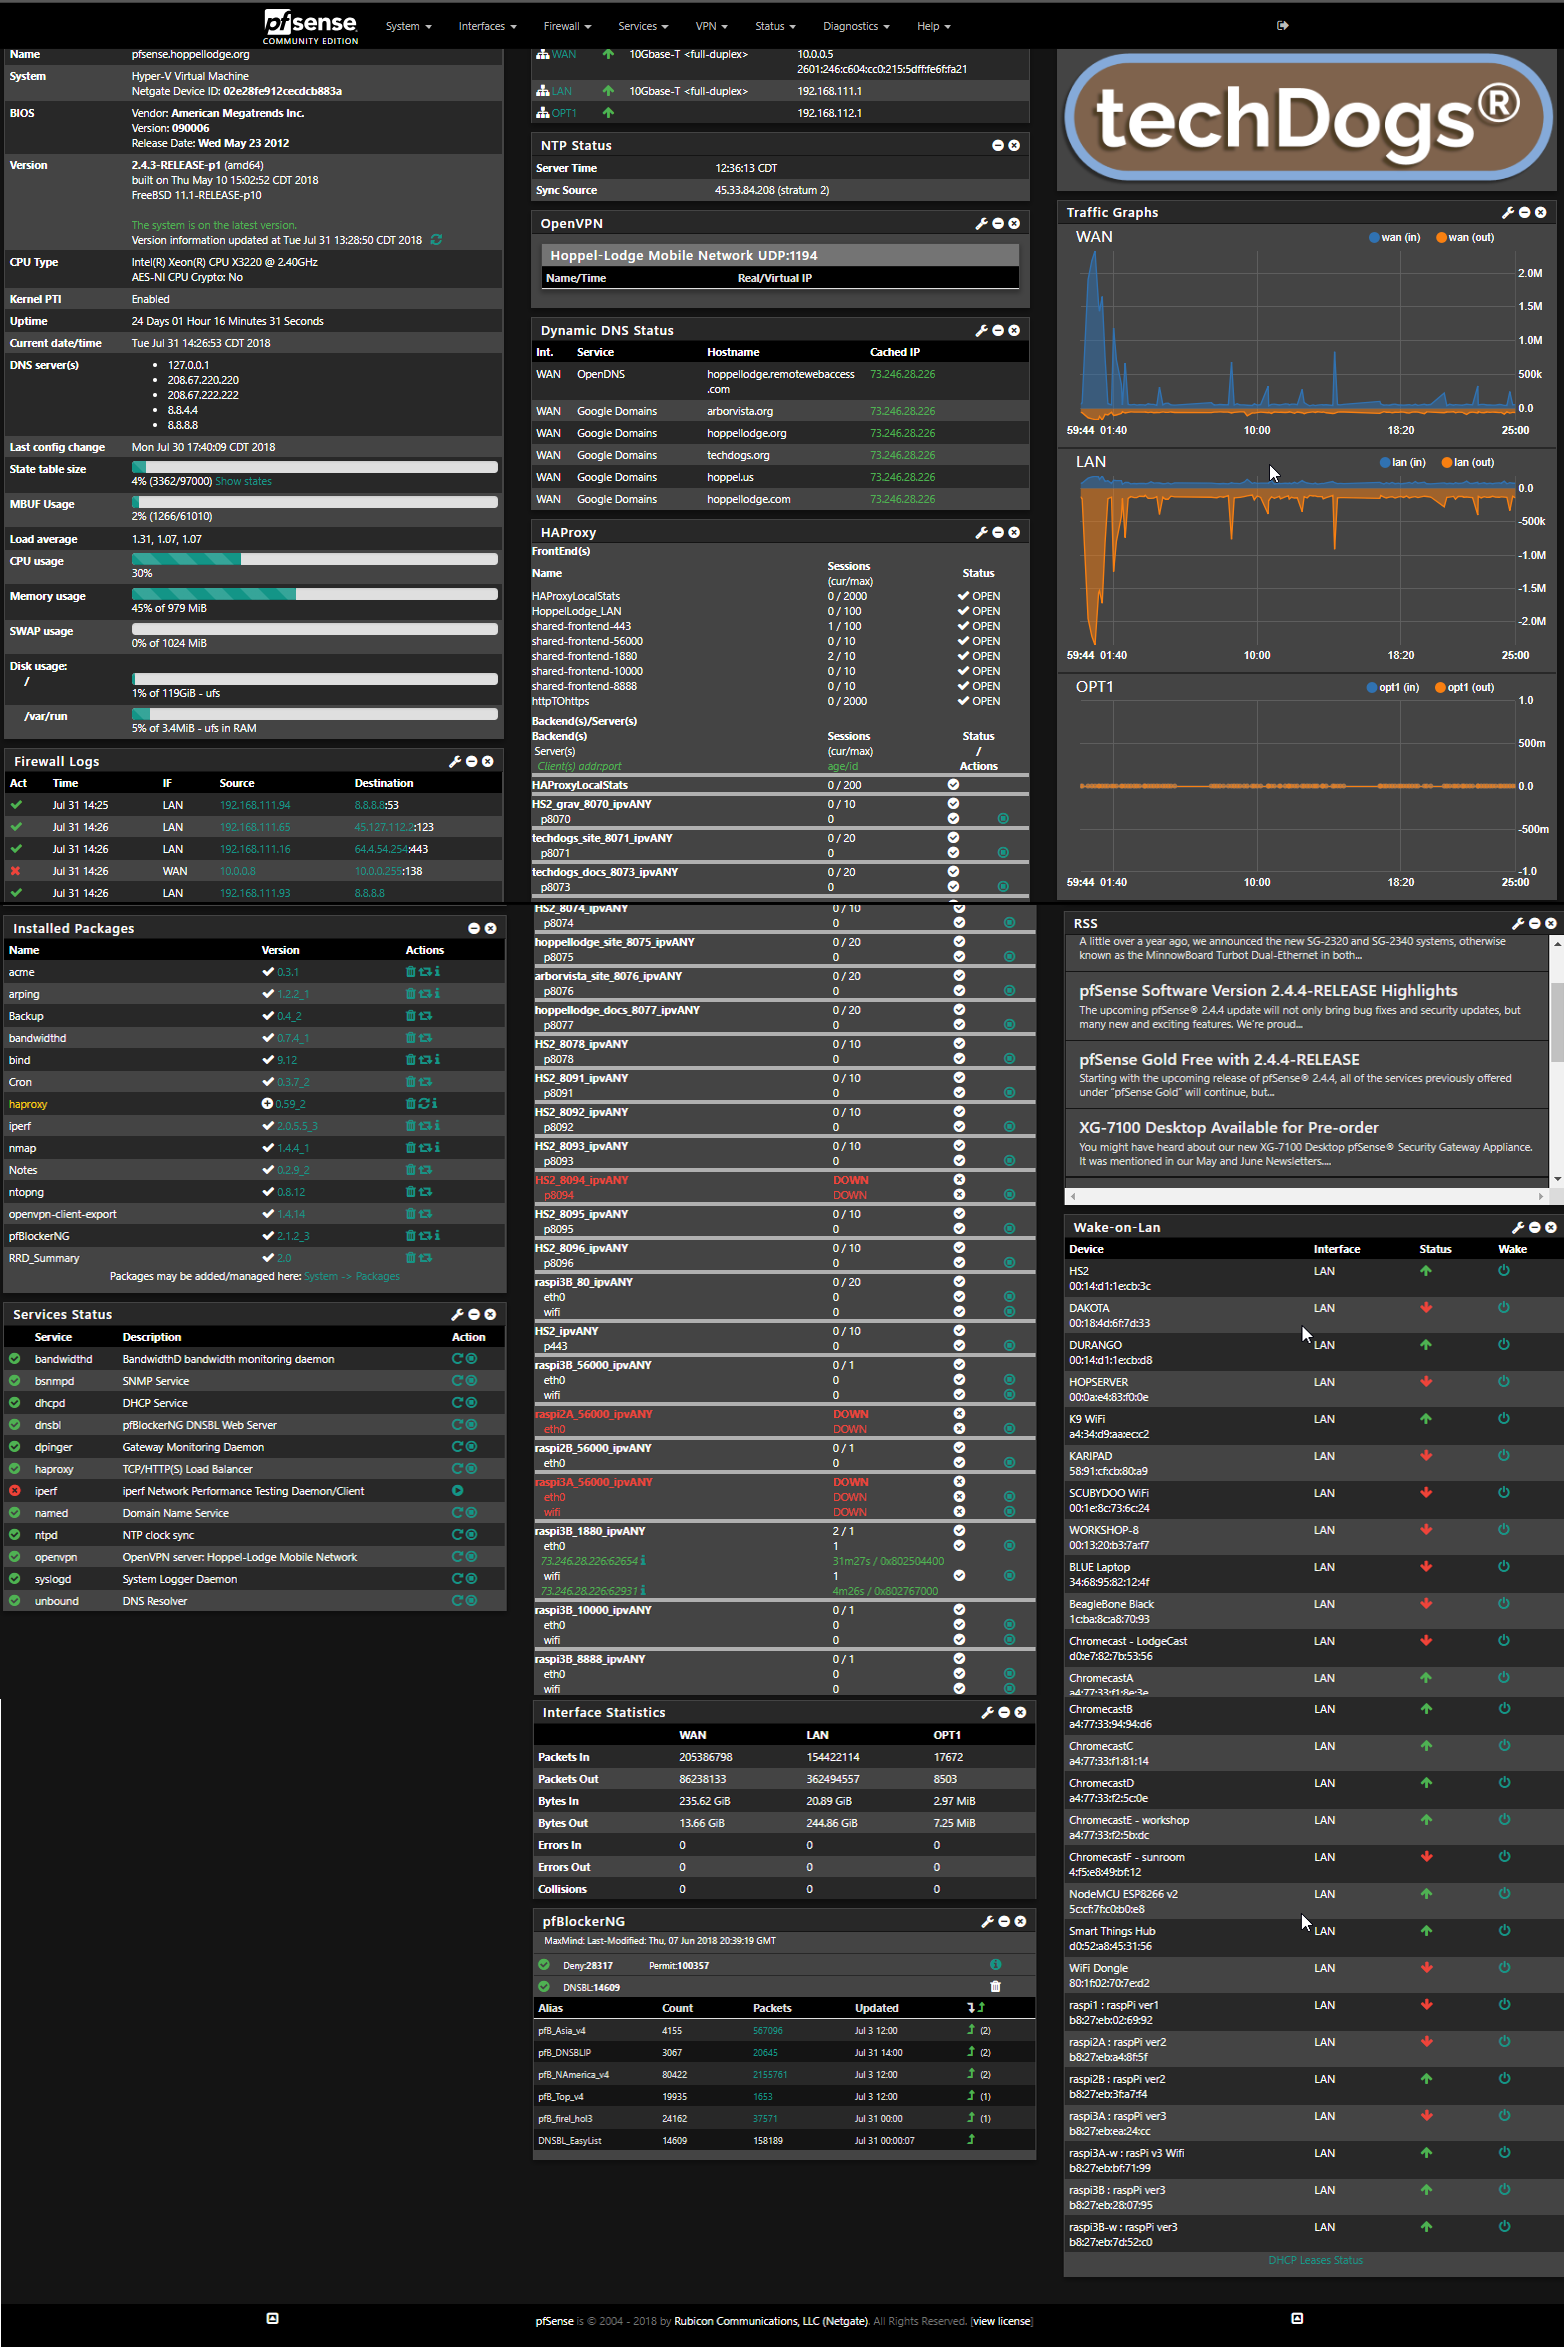 pfsense
COMMUNITY EDITION
System
Interfaces
Firewall
Services
VPN
Status
Diagnostics
Help
Name pfsense.hoppellodge.org
System Hyper-V Virtual Machine
Netgate Device ID: 02e28fe912cecdcb883a
BIOS Vendor: American Megatrends Inc.
Version: 090006
Release Date: Wed May 23 2012
Version 2.4.3-RELEASE-p1 (amd64)
built on Thu May 10 15:02:52 CDT 2018
FreeBSD 11.1-RELEASE-p10
The system is on the latest version.
Version information updated at Tue Jul 31 13:28:50 CDT 2018
CPU Type Intel(R) Xeon(R) CPU X3220 @ 2.40GHz
AES-NI CPU Crypto: No
Kernel PTI Enabled
Uptime 24 Days 01 Hour 16 Minutes 31 Seconds
Current date/time Tue Jul 31 14:26:53 CDT 2018
DNS server(s)
• 127.0.0.1
• 208.67.220.220
• 208.67.222.222
• 8.8.4.4
• 8.8.8.8
Last config change Mon Jul 30 17:40:09 CDT 2018
State table size
4% (3362/97000) Show states
MBUF Usage
2% (1266/61010)
Load average 1.31, 1.07, 1.07
CPU usage
30%
Memory usage
45% of 979 MiB
SWAP usage
0% of 1024 MiB
Disk usage:
/
1% of 119GiB - ufs
/var/run
5% of 3.4MiB - ufs in RAM
Firewall Logs
Act Time IF Source Destination
Jul 31 14:25 LAN 192.168.111.94 8.8.8.8:53
Jul 31 14:26 LAN 192.168.111.65 45.127.112.2:123
Jul 31 14:26 LAN 192.168.111.16 64.4.54.254:443
Jul 31 14:26 WAN 10.0.0.8 10.0.0.255:138
Jul 31 14:26 LAN 192.168.111.93 8.8.8.8
Installed Packages
Name Version Actions
acme 0.3.1
arping 1.2.2_1
Backup 0.4_2
bandwidthd 0.7.4_1
bind 9.12
Cron 0.3.7_2
haproxy 0.59_2
iperf 2.0.5.5_3
nmap 1.4.4_1
Notes 0.2.9_2
ntopng 0.8.12
openvpn-client-export 1.4.14
pfBlockerNG 2.1.2_3
RRD_Summary 2.0
Packages may be added/managed here: System -> Packages
Services Status
Service Description Action
bandwidthd BandwidthD bandwidth monitoring daemon
bsnmpd SNMP Service
dhcpd DHCP Service
dnsbl pfBlockerNG DNSBL Web Server
dpinger Gateway Monitoring Daemon
haproxy TCP/HTTP(S) Load Balancer
iperf iperf Network Performance Testing Daemon/Client
named Domain Name Service
ntpd NTP clock sync
openvpn OpenVPN server: Hoppel-Lodge Mobile Network
syslogd System Logger Daemon
unbound DNS Resolver
WAN 10Gbase-T <full-duplex> 10.0.0.5
2601:246:c604:cc0:215:5dff:fe6f:fa21
LAN 10Gbase-T <full-duplex> 192.168.111.1
OPT1 192.168.112.1
NTP Status
Server Time 12:36:13 CDT
Sync Source 45.33.84.208 (stratum 2)
OpenVPN
Hoppel-Lodge Mobile Network UDP:1194
Name/Time Real/Virtual IP
Dynamic DNS Status
Int. Service Hostname Cached IP
WAN OpenDNS hoppellodge.remotewebaccess 73.246.28.226
.com
WAN Google Domains arborvista.org 73.246.28.226
WAN Google Domains hoppellodge.org 73.246.28.226
WAN Google Domains techdogs.org 73.246.28.226
WAN Google Domains hoppel.us 73.246.28.226
WAN Google Domains hoppellodge.com 73.246.28.226
HAProxy
FrontEnd(s)
Name Sessions Status
(cur/max)
HAProxyLocalStats 0 / 2000 OPEN
HoppelLodge_LAN 0 / 100 OPEN
shared-frontend-443 1 / 100 OPEN
shared-frontend-56000 0 / 10 OPEN
shared-frontend-1880 2 / 10 OPEN
shared-frontend-10000 0 / 10 OPEN
shared-frontend-8888 0 / 10 OPEN
httpTOhttps 0 / 2000 OPEN
Backend(s)/Server(s)
Backend(s) Sessions Status
Server(s) (cur/max) /
Client(s) addr:port age/id Actions
HAProxyLocalStats 0 / 200
HS2_grav_8070_ipvANY 0 / 10
p8070 0
techdogs_site_8071_ipvANY 0 / 20
p8071 0
techdogs_docs_8073_ipvANY 0 / 20
p8073 0
HS2_8074_ipvANY 0 / 10
p8074 0
hoppellodge_site_8075_ipvANY 0 / 20
p8075 0
arborvista_site_8076_ipvANY 0 / 20
p8076 0
hoppellodge_docs_8077_ipvANY 0 / 20
p8077 0
HS2_8078_ipvANY 0 / 10
p8078 0
HS2_8091_ipvANY 0 / 10
p8091 0
HS2_8092_ipvANY 0 / 10
p8092 0
HS2_8093_ipvANY 0 / 10
p8093 0
HS2_8094_ipvANY DOWN
p8094 DOWN
HS2_8095_ipvANY 0 / 10
p8095 0
HS2_8096_ipvANY 0 / 10
p8096 0
raspi3B_80_ipvANY 0 / 20
eth0 0
wifi 0
HS2_ipvANY 0 / 10
p443 0
raspi3B_56000_ipvANY 0 / 1
eth0 0
wifi 0
raspi2A_56000_ipvANY DOWN
eth0 DOWN
raspi2B_56000_ipvANY 0 / 1
eth0 0
raspi3A_56000_ipvANY DOWN
eth0 DOWN
wifi DOWN
raspi3B_1880_ipvANY 2 / 1
eth0 1
73.246.28.226:62654 31m27s / 0x802504400
wifi 1
73.246.28.226:62931 4m26s / 0x802767000
raspi3B_10000_ipvANY 0 / 1
eth0 0
wifi 0
raspi3B_8888_ipvANY 0 / 1
eth0 0
wifi 0
Interface Statistics
WAN LAN OPT1
Packets In 205386798 154422114 17672
Packets Out 86238133 362494557 8503
Bytes In 235.62 GiB 20.89 GiB 2.97 MiB
Bytes Out 13.66 GiB 244.86 GiB 7.25 MiB
Errors In 0 0 0
Errors Out 0 0 0
Collisions 0 0 0
pfBlockerNG
MaxMind: Last-Modified: Thu, 07 Jun 2018 20:39:19 GMT
Deny:28317 Permit:100357
DNSBL:14609
Alias Count Packets Updated
pfB_Asia_v4 4155 567096 Jul 3 12:00 (2)
pfB_DNSBLIP 3067 20645 Jul 31 14:00 (2)
pfB_NAmerica_v4 80422 2155761 Jul 3 12:00 (2)
pfB_Top_v4 19935 1653 Jul 3 12:00 (1)
pfB_firel_hol3 24162 37571 Jul 31 00:00 (1)
DNSBL_EasyList 14609 158189 Jul 31 00:00:07
techDogs®
Traffic Graphs
WAN wan (in) wan (out)
2.0M
1.5M
1.0M
500k
0.0
59:44 01:40 10:00 18:20 25:00
LAN lan (in) lan (out)
0.0
-500k
-1.0M
-1.5M
-2.0M
59:44 01:40 10:00 18:20 25:00
OPT1 opt1 (in) opt1 (out)
1.0
500m
0.0
-500m
-1.0
59:44 01:40 10:00 18:20 25:00
RSS
A little over a year ago, we announced the new SG-2320 and SG-2340 systems, otherwise
known as the MinnowBoard Turbot Dual-Ethernet in both...
pfSense Software Version 2.4.4-RELEASE Highlights
The upcoming pfSense® 2.4.4 update will not only bring bug fixes and security updates, but
many new and exciting features. We're proud...
pfSense Gold Free with 2.4.4-RELEASE
Starting with the upcoming release of pfSense® 2.4.4, all of the services previously offered
under "pfSense Gold" will continue, but...
XG-7100 Desktop Available for Pre-order
You might have heard about our new XG-7100 Desktop pfSense® Security Gateway Appliance.
It was mentioned in our May and June Newsletters....
Wake-on-Lan
Device Interface Status Wake
HS2 LAN
00:14:d1:1e:cb:3c
DAKOTA LAN
00:18:4d:6f:7d:33
DURANGO LAN
00:14:d1:1e:cb:d8
HOPSERVER LAN
00:0a:e4:83:f0:0e
K9 WiFi LAN
a4:34:d9:aa:ec:c2
KARIPAD LAN
58:91:cf:cb:80:a9
SCUBYDOO WiFi LAN
00:1e:8c:73:6c:24
WORKSHOP-8 LAN
00:13:20:b3:7a:f7
BLUE Laptop LAN
34:68:95:82:12:4f
BeagleBone Black LAN
1c:ba:8c:a8:70:93
Chromecast - LodgeCast LAN
d0:e7:82:7b:53:56
ChromecastA LAN
a4:77:33:f1:8e:3e
ChromecastB LAN
a4:77:33:94:94:d6
ChromecastC LAN
a4:77:33:f1:81:14
ChromecastD LAN
a4:77:33:f2:5c:0e
ChromecastE - workshop LAN
a4:77:33:f2:5b:dc
ChromecastF - sunroom LAN
4:f5:e8:49:bf:12
NodeMCU ESP8266 v2 LAN
5c:cf:7f:c0:b0:e8
Smart Things Hub LAN
d0:52:a8:45:31:56
WiFi Dongle LAN
80:1f:02:70:7e:d2
raspi1 : raspPi ver1 LAN
b8:27:eb:02:69:92
raspi2A : raspPi ver2 LAN
b8:27:eb:a4:8f:5f
raspi2B : raspPi ver2 LAN
b8:27:eb:3f:a7:f4
raspi3A : raspPi ver3 LAN
b8:27:eb:ea:24:cc
raspi3A-w : rasPi v3 Wifi LAN
b8:27:eb:bf:71:99
raspi3B : raspPi ver3 LAN
b8:27:eb:28:07:95
raspi3B-w : raspPi ver3 LAN
b8:27:eb:7d:52:c0
DHCP Leases Status
pfSense is © 2004 - 2018 by Rubicon Communications, LLC (Netgate). All Rights Reserved. [view license]